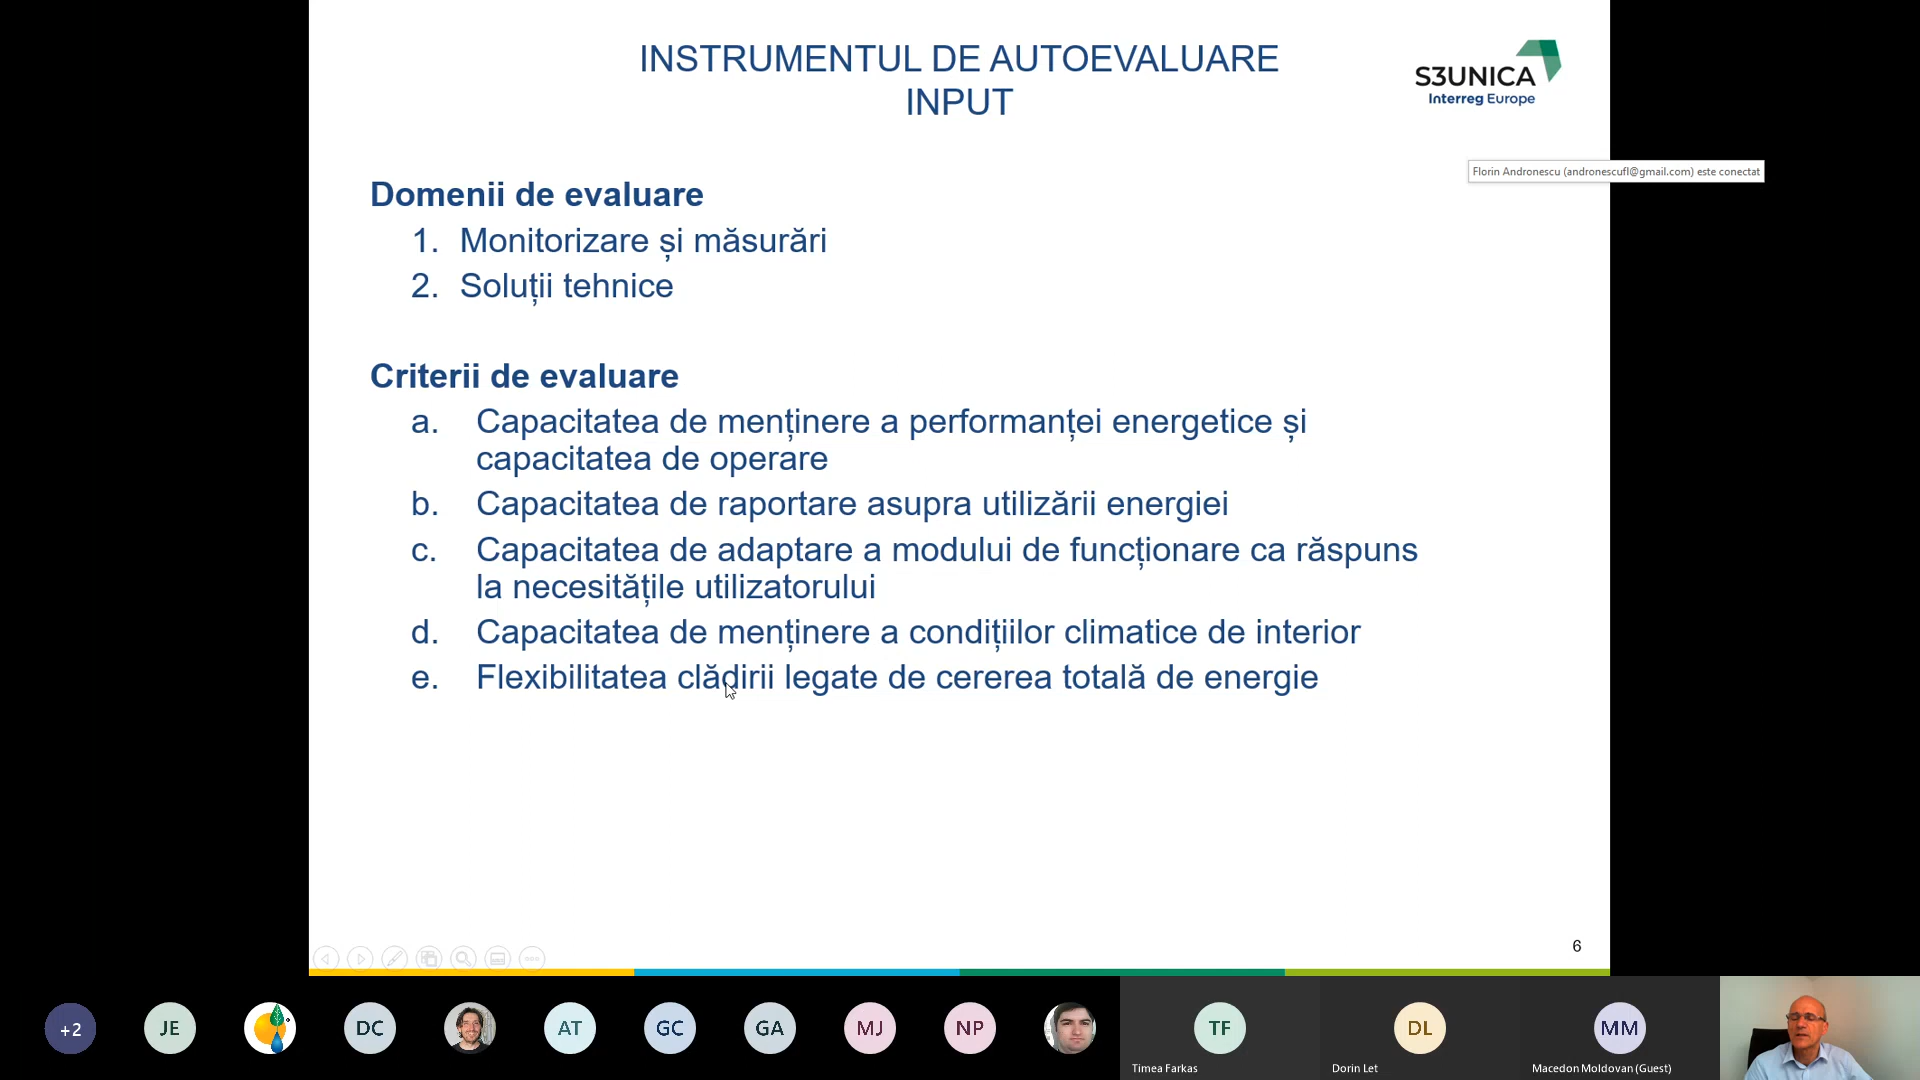 INSTRUMENTUL DE AUTOEVALUARE
INPUT
S3UNICA
Interreg Europe
Florin Andronescu (andronescufl@gmail.com) este conectat
Domenii de evaluare
1. Monitorizare și măsurări
2. Soluții tehnice
Criterii de evaluare
a. Capacitatea de menținere a performanței energetice și
capacitatea de operare
b. Capacitatea de raportare asupra utilizării energiei
c. Capacitatea de adaptare a modului de funcționare ca răspuns
la necesitățile utilizatorului
d. Capacitatea de menținere a condițiilor climatice de interior
e. Flexibilitatea clădirii legate de cererea totală de energie
6
+2
JE
DC
AT
GC
GA
MJ
NP
TF
DL
MM
Timea Farkas
Dorin Let
Macedon Moldovan (Guest)